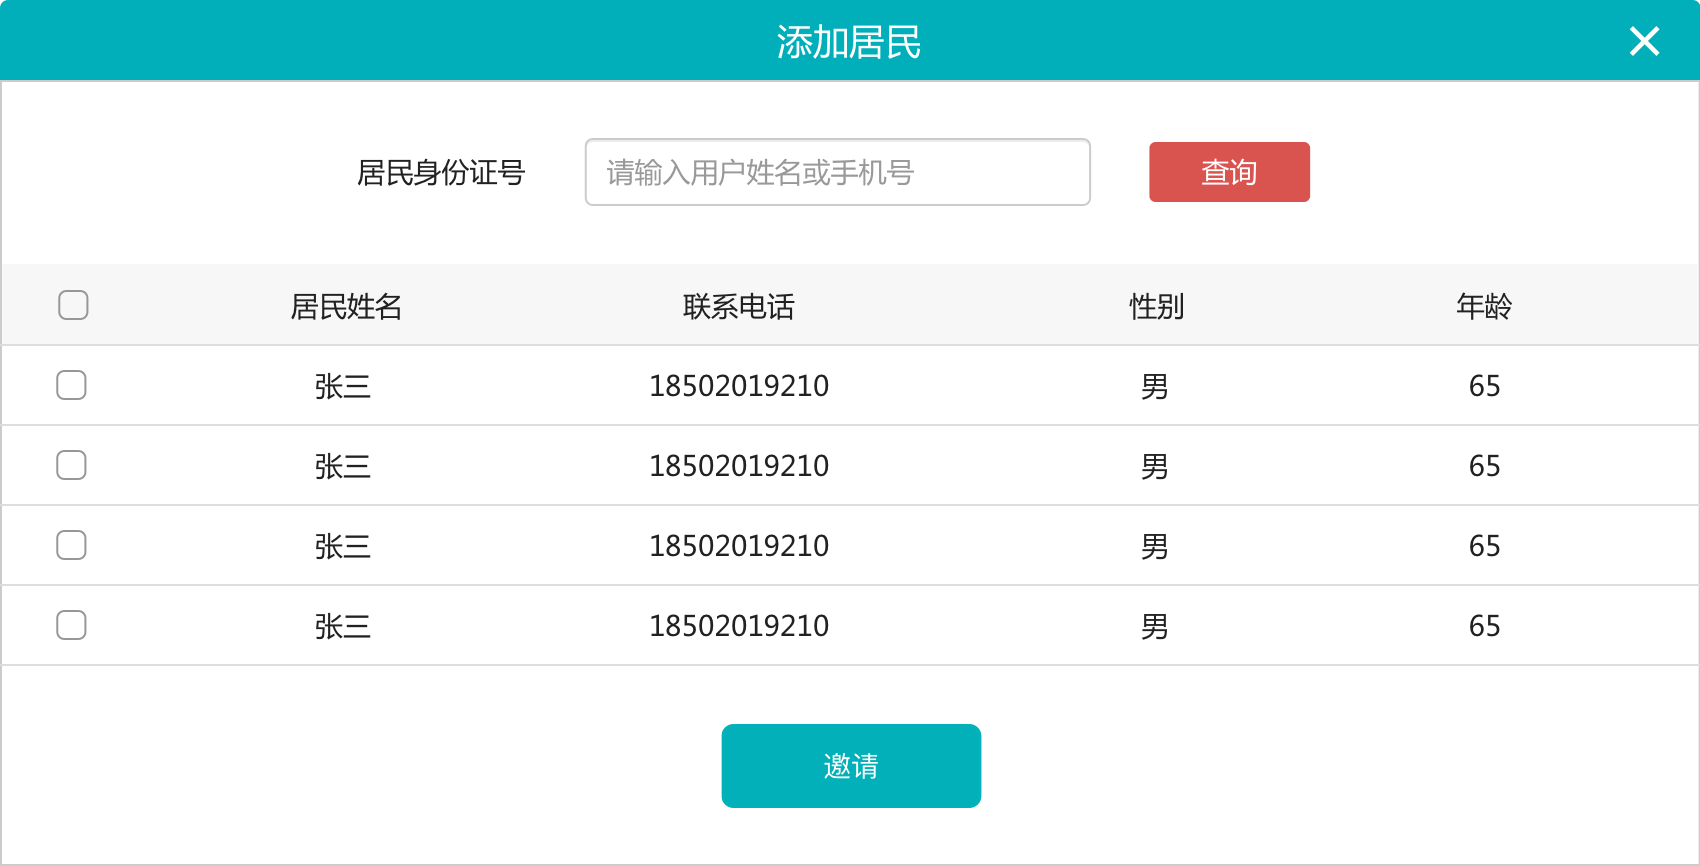 添加居民
居民身份证号 请输入用户姓名或手机号 查询
居民姓名 联系电话 性别 年龄
张三 18502019210 男 65
张三 18502019210 男 65
张三 18502019210 男 65
张三 18502019210 男 65
邀请